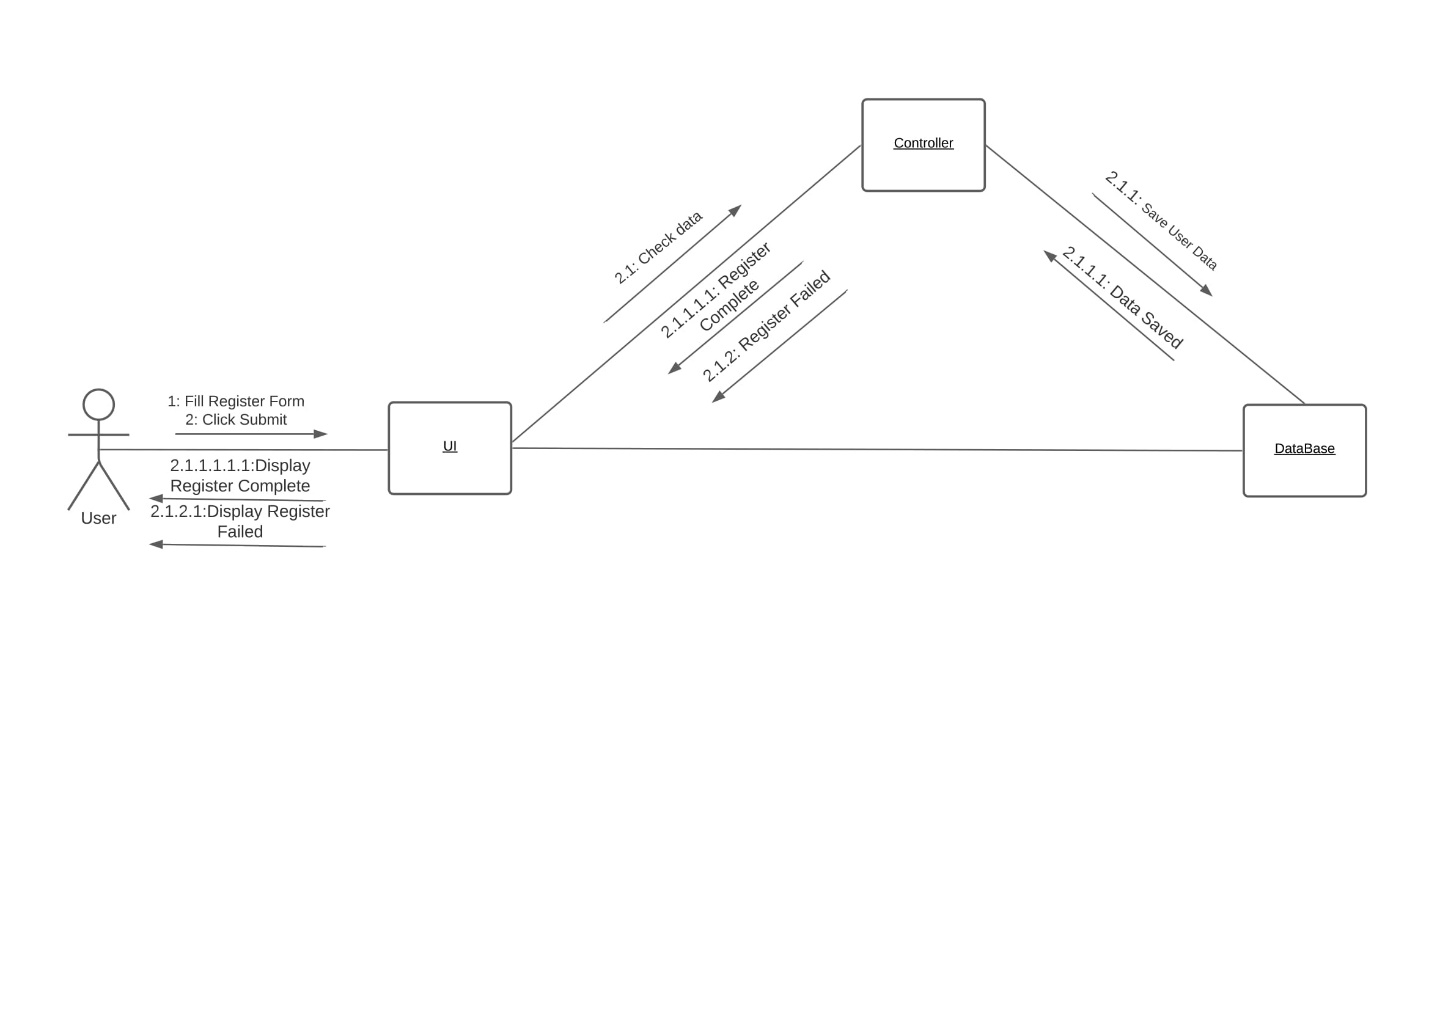 Controller
2.1.1: Save User Data
2.1: Check data
2.1.1.1.1: Register
Complete
2.1.2: Register Failed
2.1.1.1: Data Saved
1: Fill Register Form
2: Click Submit
UI
DataBase
2.1.1.1.1.1:Display
Register Complete
2.1.2.1:Display Register
Failed
User